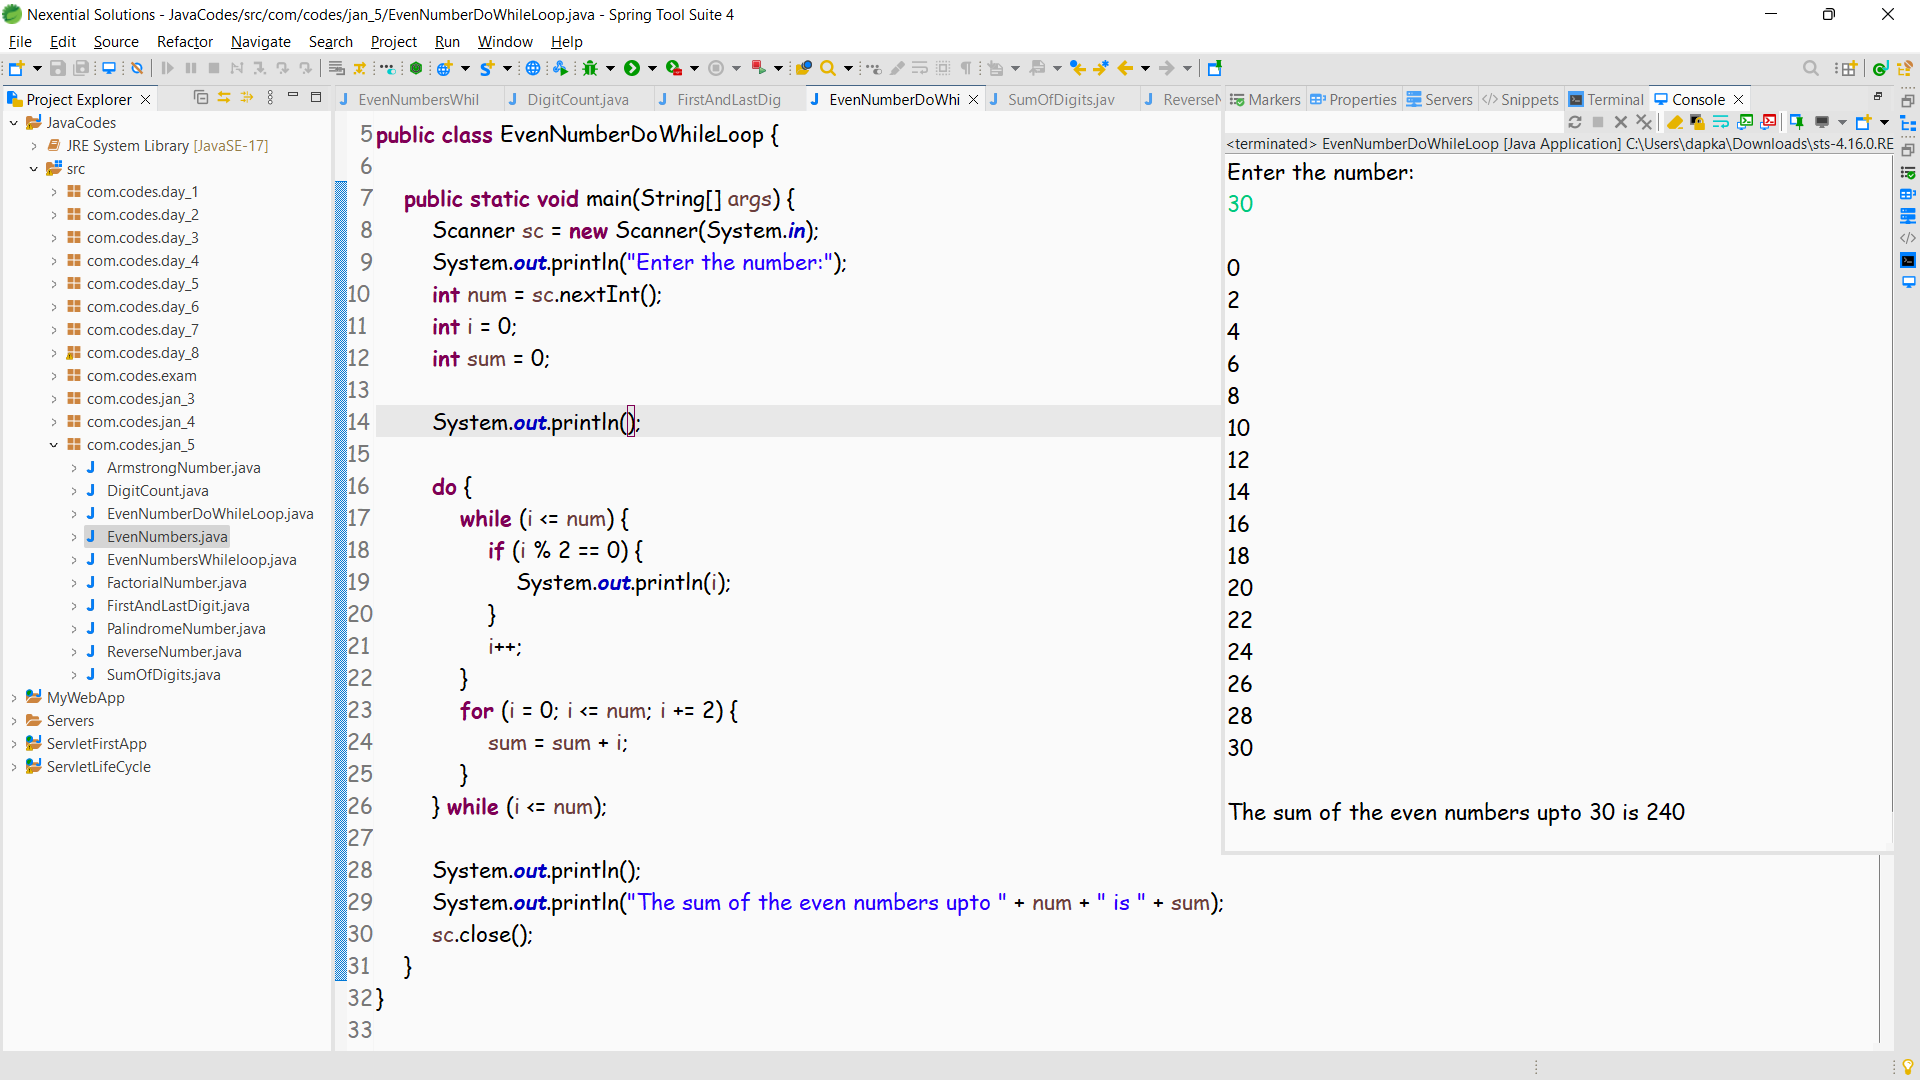 Nexential Solutions - JavaCodes/src/com/codes/jan_5/EvenNumberDoWhileLoop.java - Spring Tool Suite 4
File Edit Source Refactor Navigate Search Project Run Window Help
Project Explorer
JavaCodes
JRE System Library [JavaSE-17]
src
com.codes.day_1
com.codes.day_2
com.codes.day_3
com.codes.day_4
com.codes.day_5
com.codes.day_6
com.codes.day_7
com.codes.day_8
com.codes.exam
com.codes.jan_3
com.codes.jan_4
com.codes.jan_5
ArmstrongNumber.java
DigitCount.java
EvenNumberDoWhileLoop.java
EvenNumbers.java
EvenNumbersWhileloop.java
FactorialNumber.java
FirstAndLastDigit.java
PalindromeNumber.java
ReverseNumber.java
SumOfDigits.java
MyWebApp
Servers
ServletFirstApp
ServletLifeCycle
EvenNumbersWhil DigitCount.java FirstAndLastDig EvenNumberDoWhi SumOfDigits.jav ReverseN
5 public class EvenNumberDoWhileLoop {
6
7 public static void main(String[] args) {
8 Scanner sc = new Scanner(System.in);
9 System.out.println("Enter the number:");
10 int num = sc.nextInt();
11 int i = 0;
12 int sum = 0;
13
14 System.out.println();
15
16 do {
17 while (i <= num) {
18 if (i % 2 == 0) {
19 System.out.println(i);
20 }
21 i++;
22 }
23 for (i = 0; i <= num; i += 2) {
24 sum = sum + i;
25 }
26 } while (i <= num);
27
28 System.out.println();
29 System.out.println("The sum of the even numbers upto " + num + " is " + sum);
30 sc.close();
31 }
32 }
33
Markers Properties Servers Snippets Terminal Console
<terminated> EvenNumberDoWhileLoop [Java Application] C:\Users\dapka\Downloads\sts-4.16.0.RE
Enter the number:
30
0
2
4
6
8
10
12
14
16
18
20
22
24
26
28
30
The sum of the even numbers upto 30 is 240